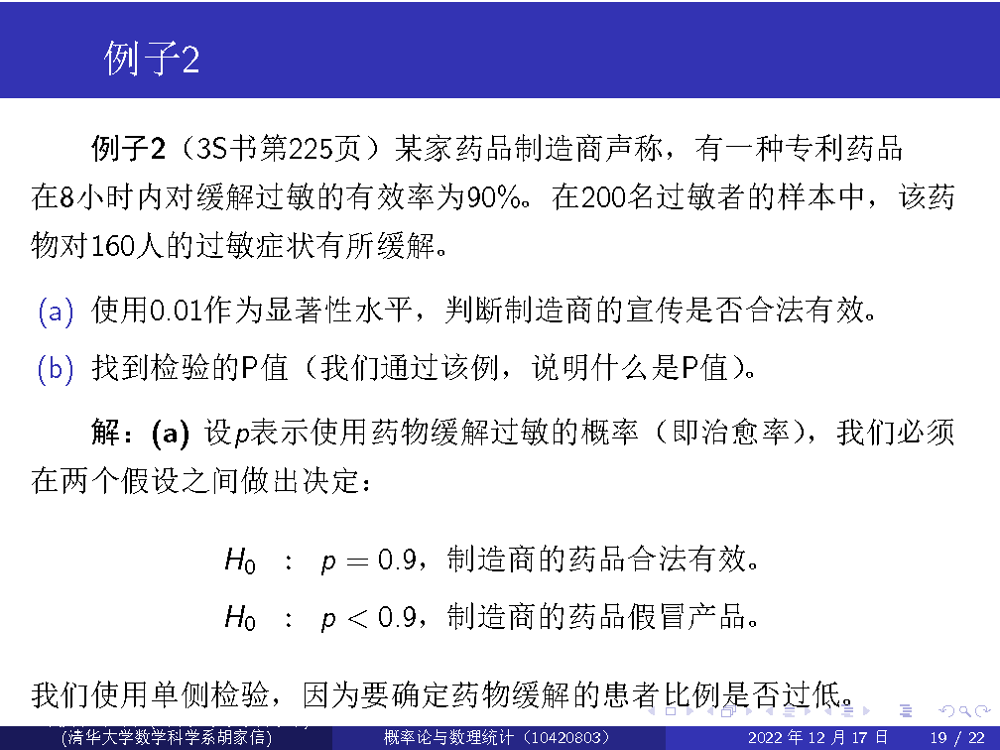 例子2
例子2（3S书第225页）某家药品制造商声称，有一种专利药品
在8小时内对缓解过敏的有效率为90%。在200名过敏者的样本中，该药
物对160人的过敏症状有所缓解。
(a) 使用0.01作为显著性水平，判断制造商的宣传是否合法有效。
(b) 找到检验的P值（我们通过该例，说明什么是P值）。
解：(a) 设p表示使用药物缓解过敏的概率（即治愈率），我们必须
在两个假设之间做出决定：
H₀ : p = 0.9，制造商的药品合法有效。
H₀ : p < 0.9，制造商的药品假冒产品。
我们使用单侧检验，因为要确定药物缓解的患者比例是否过低。
(清华大学数学科学系胡家信) 概率论与数理统计（10420803） 2022 年 12 月 17 日 19 / 22